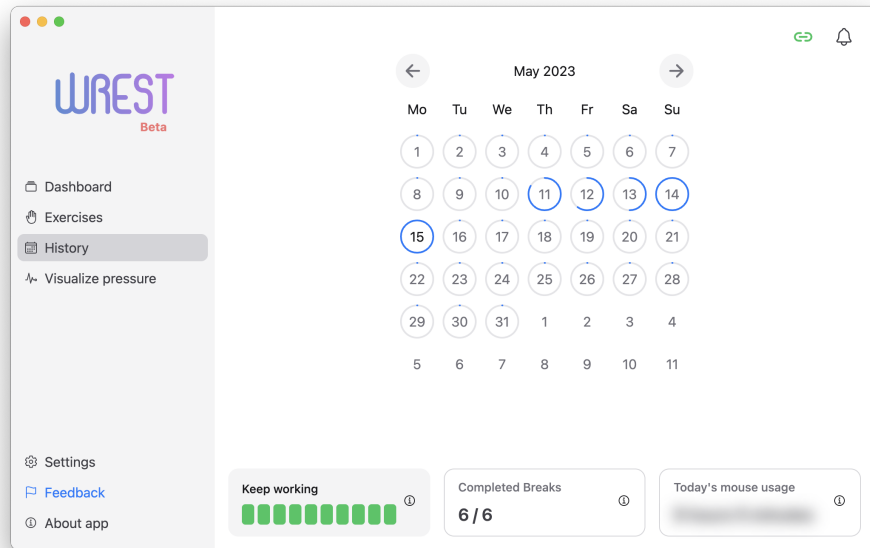 WREST
Beta
Dashboard
Exercises
History
Visualize pressure
Settings
Feedback
About app
May 2023
Mo Tu We Th Fr Sa Su
1 2 3 4 5 6 7
8 9 10 11 12 13 14
15 16 17 18 19 20 21
22 23 24 25 26 27 28
29 30 31 1 2 3 4
5 6 7 8 9 10 11
Keep working
Completed Breaks
6 / 6
Today's mouse usage